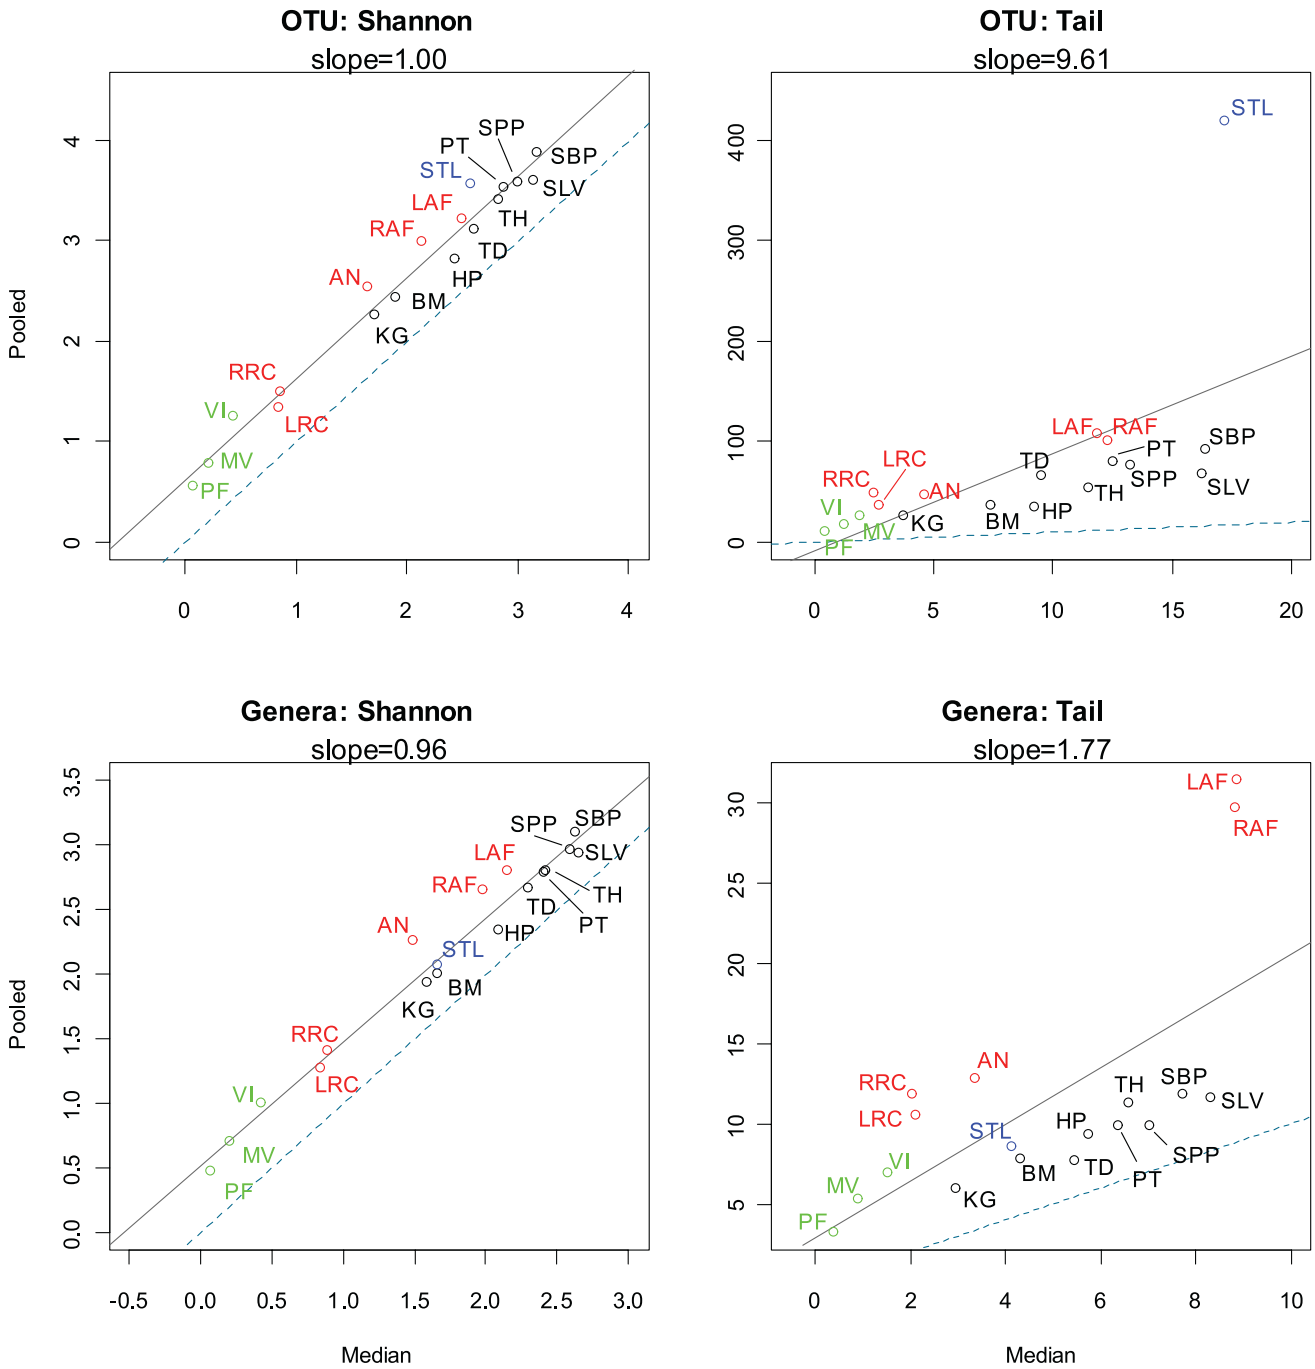 OTU: Shannon
slope=1.00
Pooled
4
3
2
1
0
SPP
PT
SBP
STL
SLV
LAF
TH
RAF
TD
HP
AN
BM
KG
RRC
VI
LRC
MV
PF
0 1 2 3 4
OTU: Tail
slope=9.61
400
300
200
100
0
STL
LAF RAF
SBP
PT
TD
LRC
SPP
RRC
TH
SLV
AN
VI
BM
HP
MV
KG
PF
0 5 10 15 20
Genera: Shannon
slope=0.96
Pooled
3.5
3.0
2.5
2.0
1.5
1.0
0.5
0.0
SPP
SBP
LAF
SLV
RAF
TH
TD
PT
AN
HP
STL
BM
KG
RRC
LRC
VI
MV
PF
-0.5 0.0 0.5 1.0 1.5 2.0 2.5 3.0
Median
Genera: Tail
slope=1.77
30
25
20
15
10
5
LAF
RAF
AN
RRC
TH
SBP
SLV
LRC
HP
STL
VI
BM
TD
PT
SPP
MV
KG
PF
0 2 4 6 8 10
Median